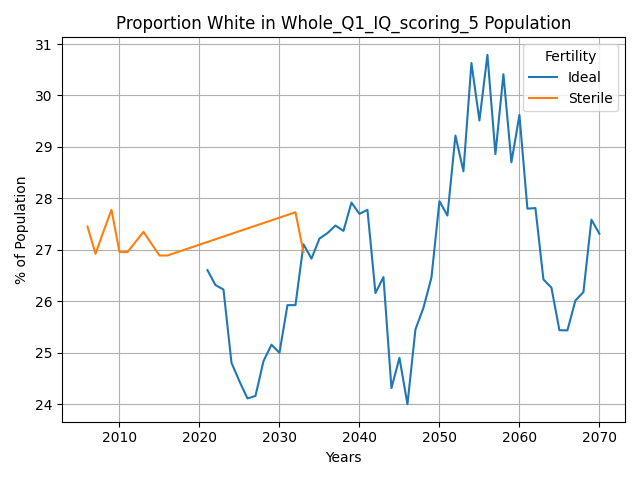 Proportion White in Whole_Q1_IQ_scoring_5 Population
Fertility
Ideal
Sterile
% of Population
31
30
29
28
27
26
25
24
2010
2020
2030
2040
2050
2060
2070
Years